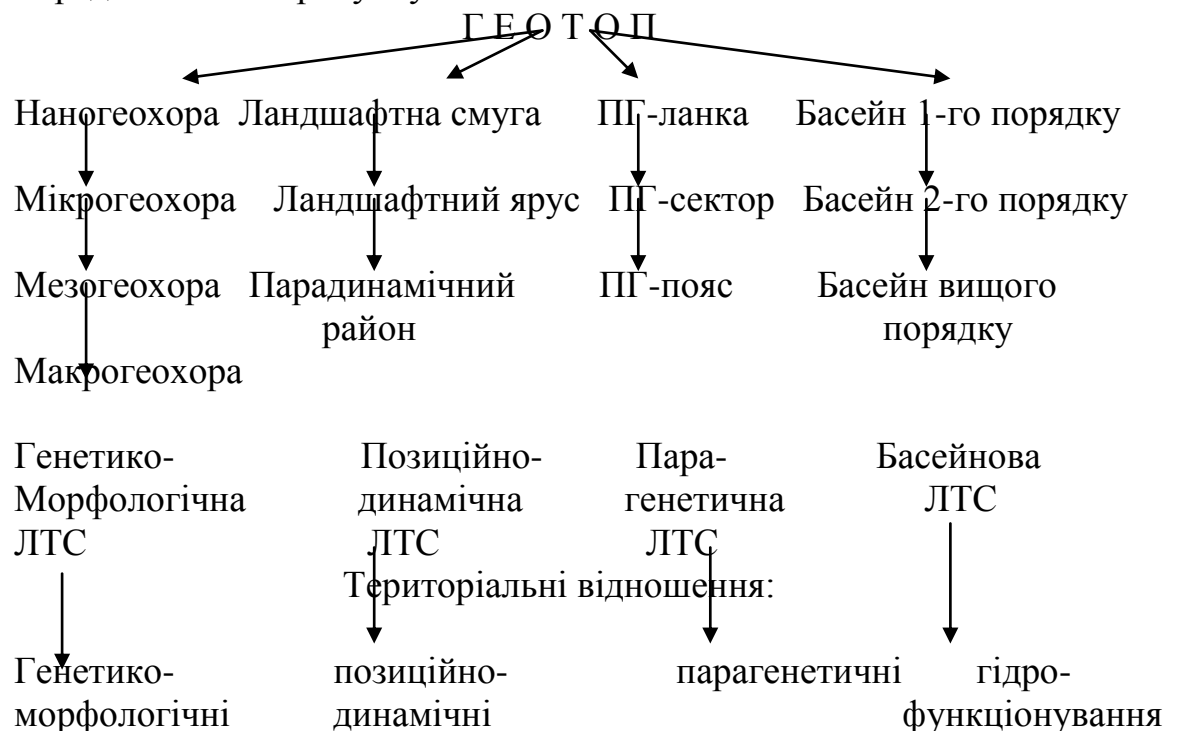 Г Е О Т О П
Наногеохора Ландшафтна смуга ПГ-ланка Басейн 1-го порядку
Мікрогеохора Ландшафтний ярус ПГ-сектор Басейн 2-го порядку
Мезогеохора Парадинамічний ПГ-пояс Басейн вищого
район порядку
Макрогеохора
Генетико- Позиційно- Пара- Басейнова
Морфологічна динамічна генетична ЛТС
ЛТС ЛТС ЛТС
Територіальні відношення:
Генетико- позиційно- парагенетичні гідро-
морфологічні динамічні функціонування